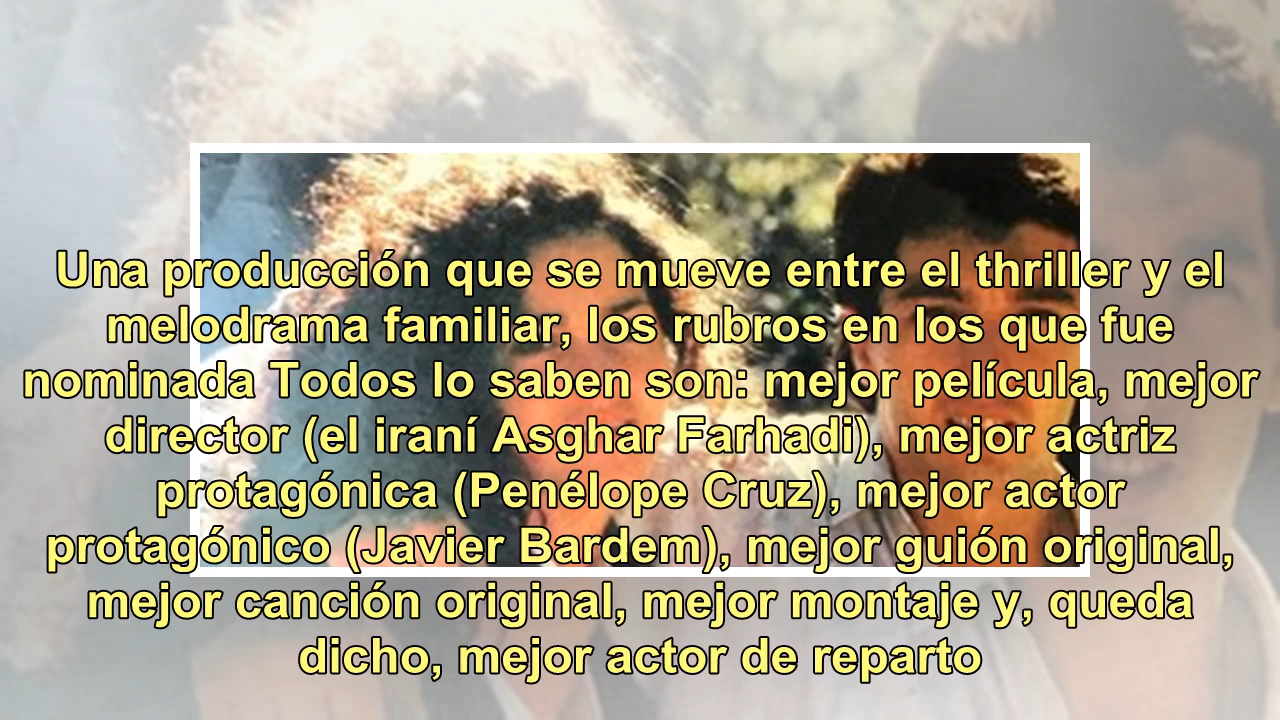 Una producción que se mueve entre el thriller y el
melodrama familiar, los rubros en los que fue
nominada Todos lo saben son: mejor película, mejor
director (el iraní Asghar Farhadi), mejor actriz
protagónica (Penélope Cruz), mejor actor
protagónico (Javier Bardem), mejor guión original,
mejor canción original, mejor montaje y, queda
dicho, mejor actor de reparto